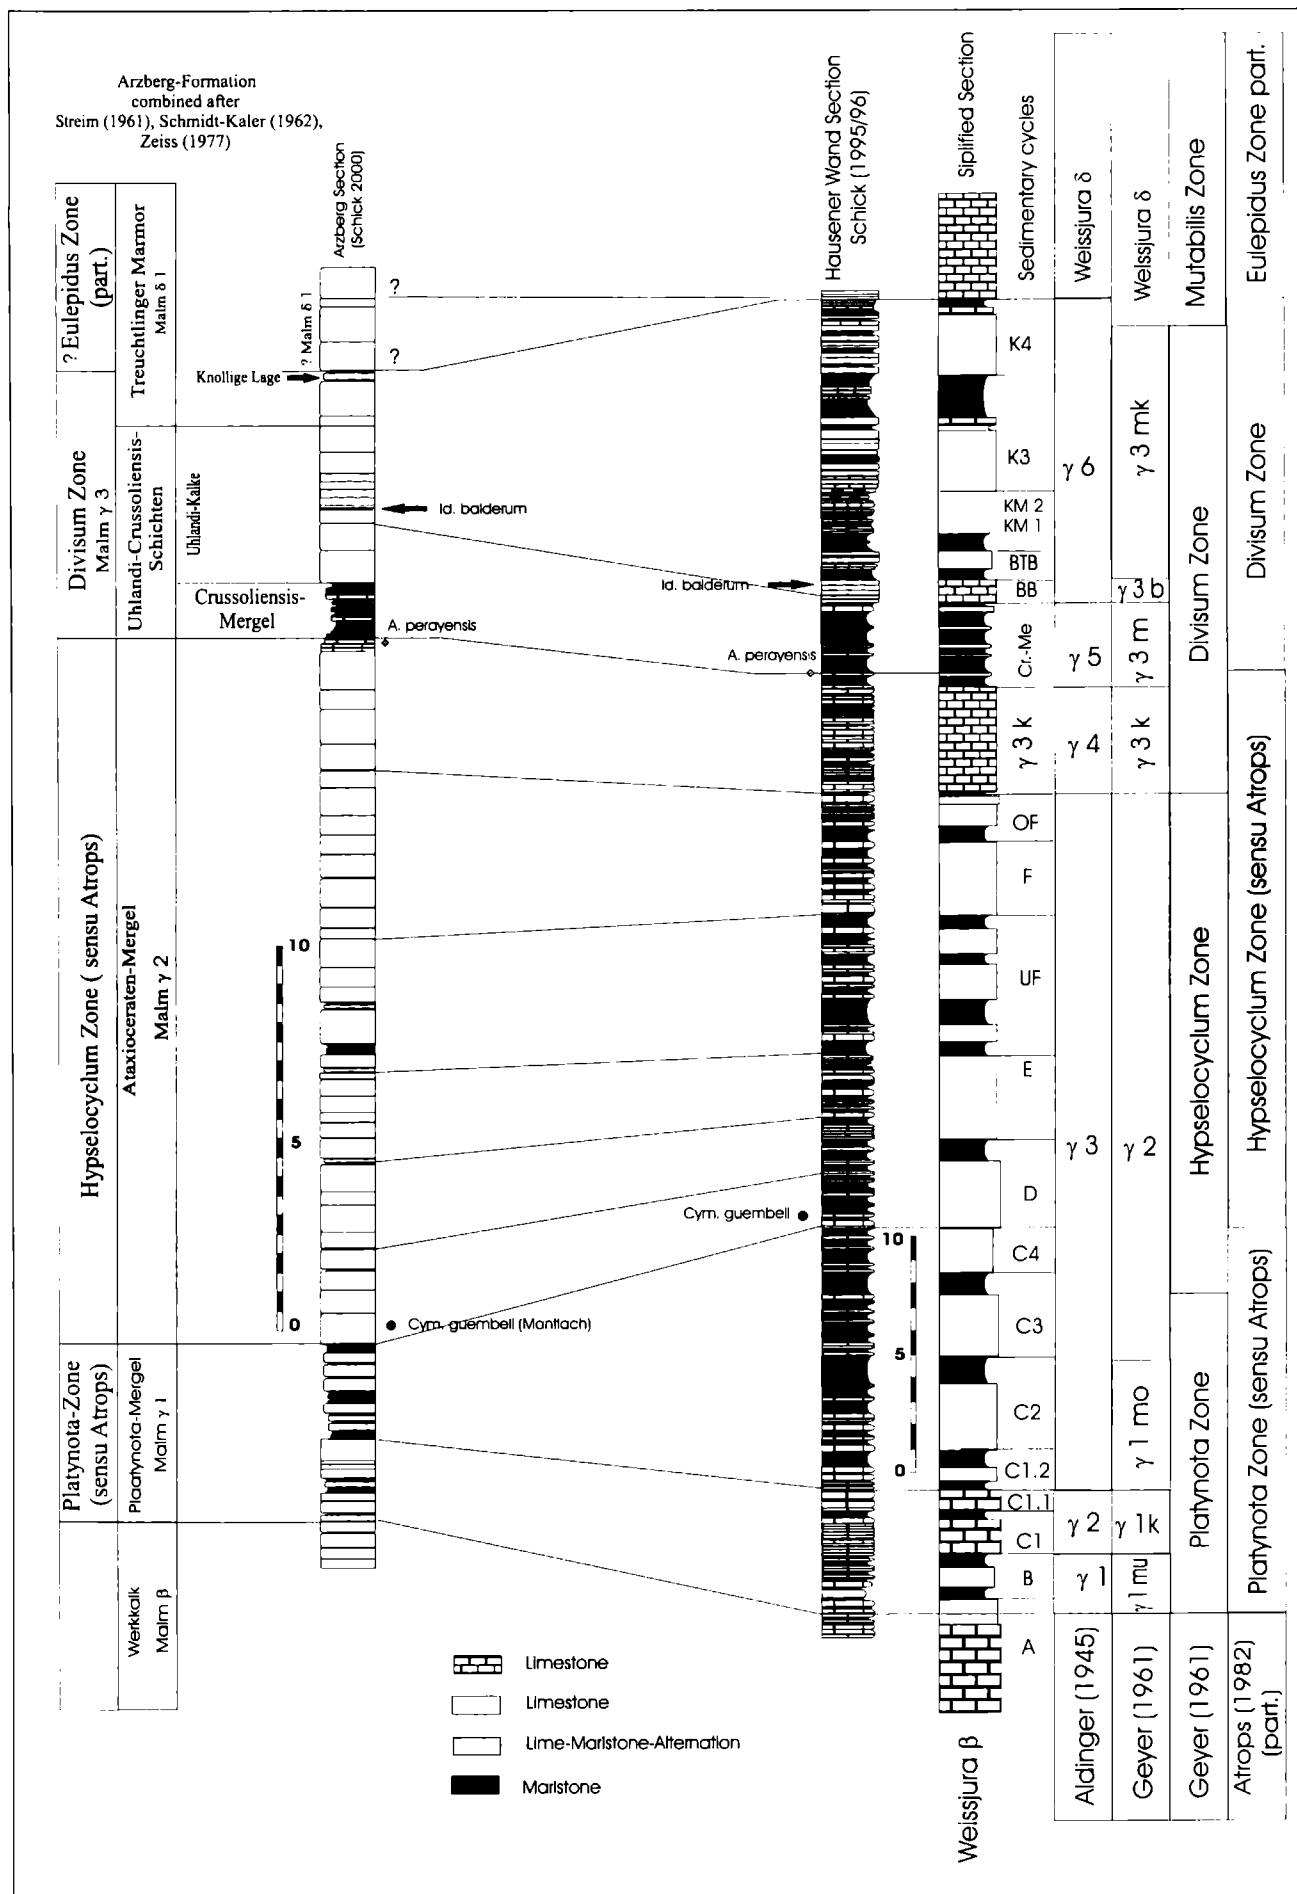 Arzberg-Formation
combined after
Streim (1961), Schmidt-Kaler (1962),
Zeiss (1977)
? Eulepidus Zone
(part.)
Divisum Zone
Malm γ 3
Hypselocyclum Zone ( sensu Atrops)
Platynota-Zone
(sensu Atrops)
Treuchtlinger Marmor
Malm δ 1
Uhlandi-Crussoliensis-
Schichten
Ataxioceraten-Mergel
Malm γ 2
Plaatynota-Mergel
Malm γ 1
Werkkalk
Malm β
Knollige Lage
Uhlandi-Kalke
Crussoliensis-
Mergel
Arzberg Section
(Schick 2000)
? Malm δ 1
?
?
Id. balderum
A. perayensis
10
5
0
Cym. guembeli (Mantlach)
Hausener Wand Section
Schick (1995/96)
Id. balderum
A. perayensis
Cym. guembeli
10
5
0
Siplified Section
Weissjura β
Sedimentary cycles
K4
K3
KM 2
KM 1
BTB
BB
Cr.-Me
γ 3 k
OF
F
UF
E
D
C4
C3
C2
C1.2
C1.1
C1
B
A
Weissjura δ
γ 6
γ 5
γ 4
γ 3
γ 2
γ 1
Aldinger (1945)
Weissjura δ
γ 3 mk
γ 3 b
γ 3 m
γ 3 k
γ 2
γ 1 mo
γ 1k
γ 1 mu
Geyer (1961)
Mutabilis Zone
Divisum Zone
Hypselocyclum Zone
Platynota Zone
Geyer (1961)
Eulepidus Zone part.
Divisum Zone
Hypselocyclum Zone (sensu Atrops)
Platynota Zone (sensu Atrops)
Atrops (1982)
(part.)
Limestone
Limestone
Lime-Marlstone-Alternation
Marlstone